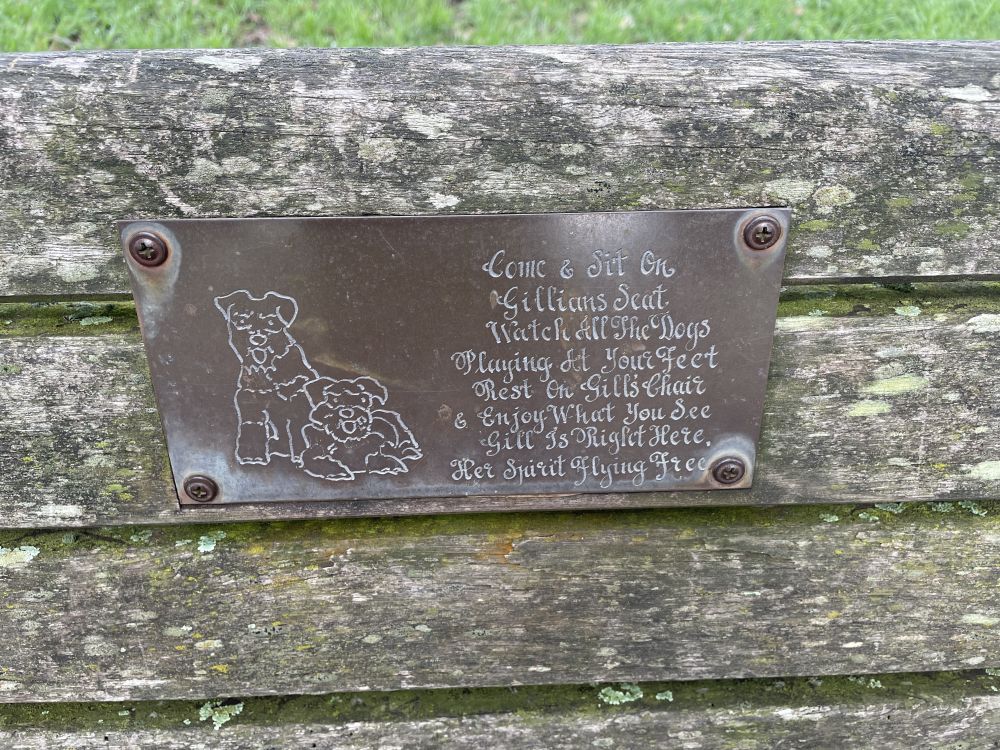 Come & Sit On
Gillians Seat
Watch All The Dogs
Playing At Your Feet
Rest On Gill's Chair
& Enjoy What You See
Gill Is Right Here.
Her Spirit Flying Free